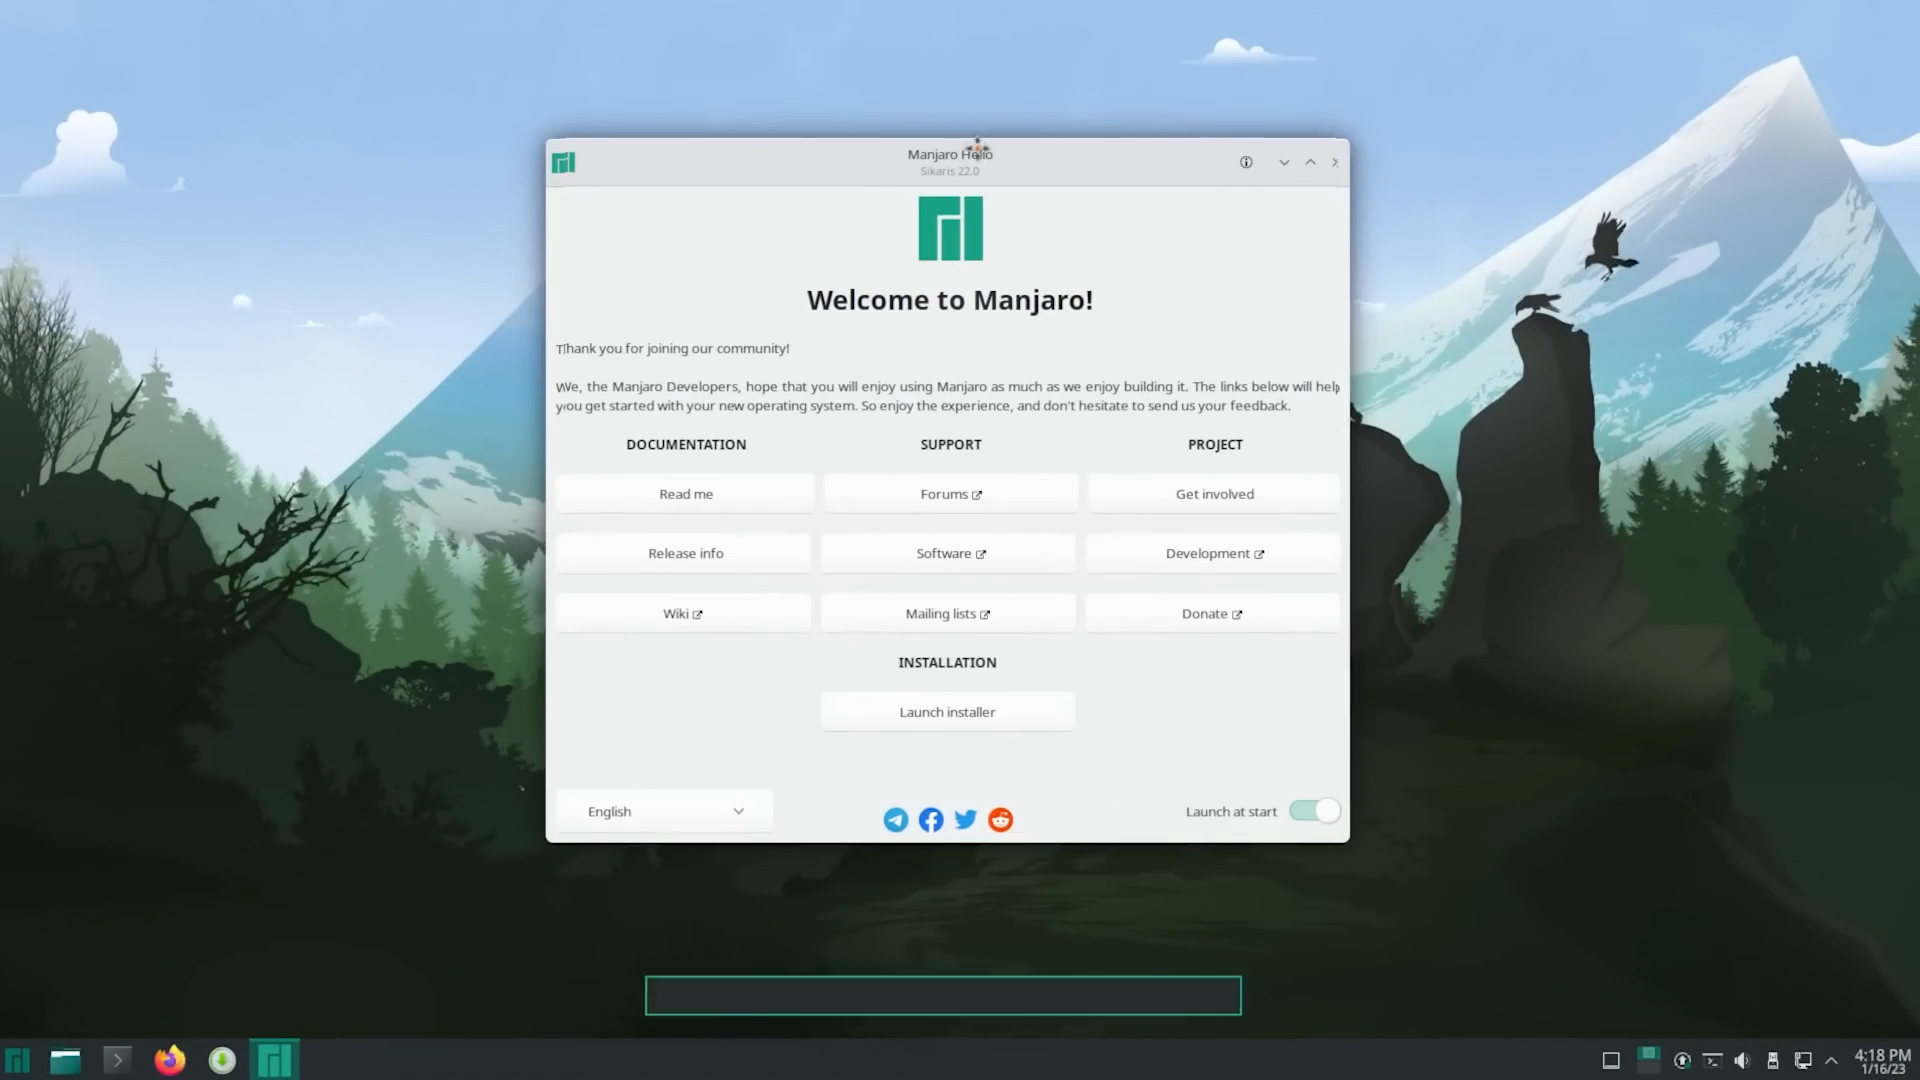 Manjaro Hello
Sikaris 22.0
Welcome to Manjaro!
Thank you for joining our community!
We, the Manjaro Developers, hope that you will enjoy using Manjaro as much as we enjoy building it. The links below will help
you get started with your new operating system. So enjoy the experience, and don't hesitate to send us your feedback.
DOCUMENTATION SUPPORT PROJECT
Read me Forums Get involved
Release info Software Development
Wiki Mailing lists Donate
INSTALLATION
Launch installer
English Launch at start
4:18 PM
1/16/23